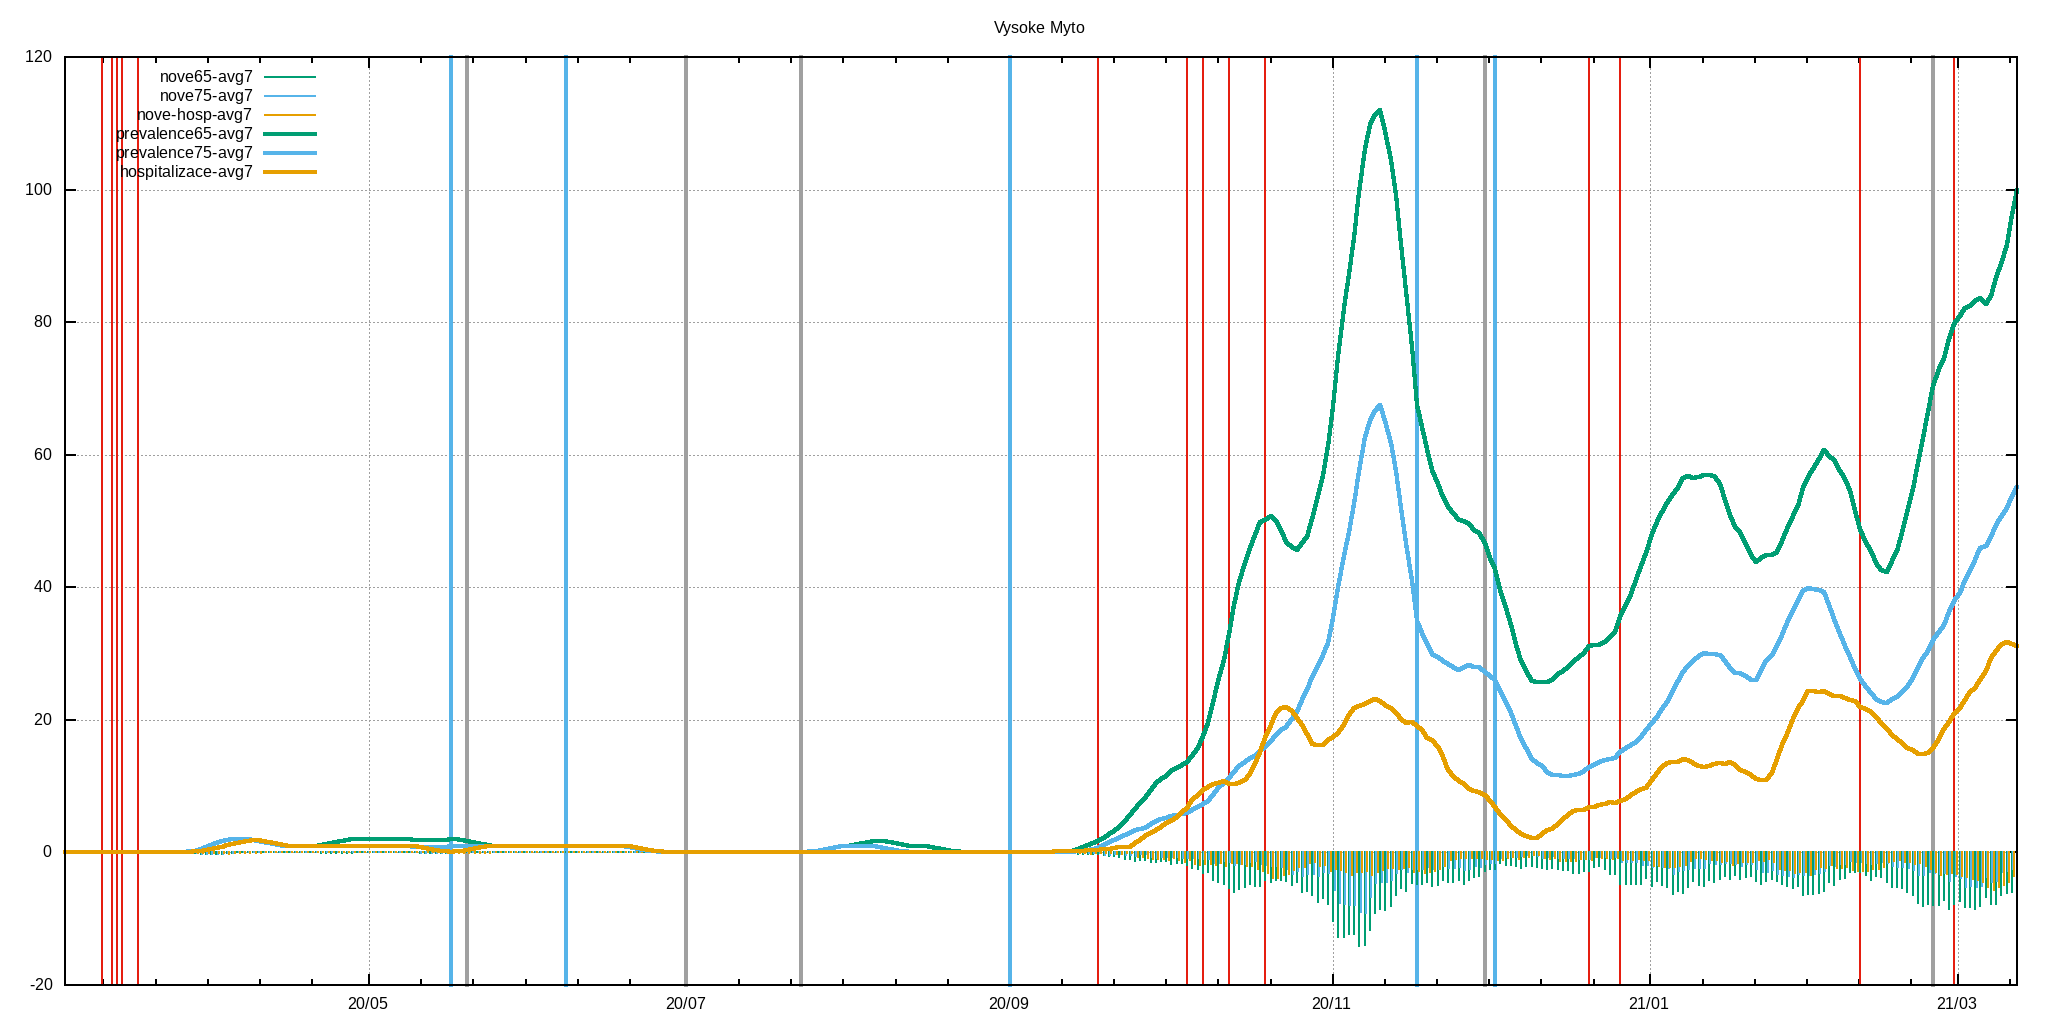 Vysoke Myto
120
100
80
60
40
20
0
-20
nove65-avg7
nove75-avg7
nove-hosp-avg7
prevalence65-avg7
prevalence75-avg7
hospitalizace-avg7
20/05 20/07 20/09 20/11 21/01 21/03